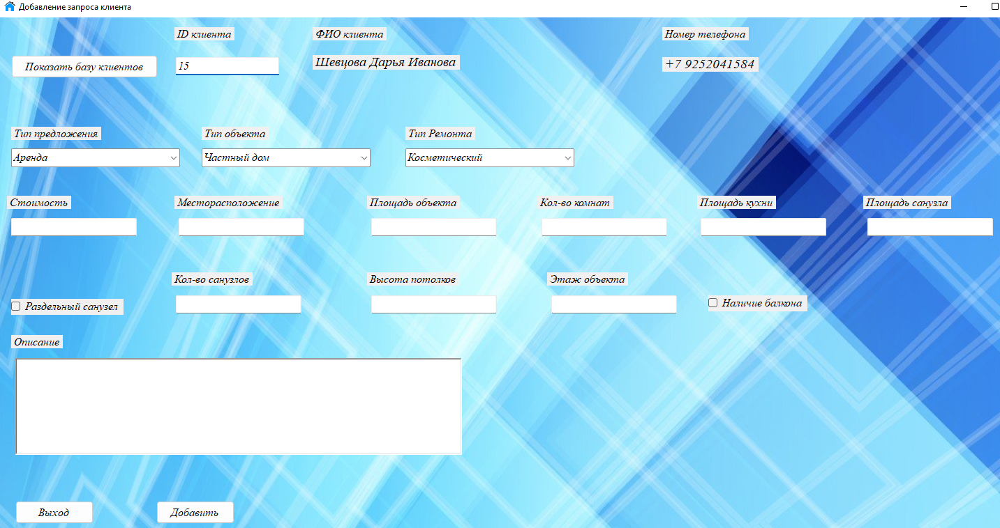 Добавление запроса клиента
ID клиента ФИО клиента Номер телефона
Показать базу клиентов 15 Шевцова Дарья Иванова +7 9252041584
Тип предложения Тип объекта Тип Ремонта
Аренда Частный дом Косметический
Стоимость Месторасположение Площадь объекта Кол-во комнат Площадь кухни Площадь санузла
Кол-во санузлов Высота потолков Этаж объекта
Раздельный санузел Наличие балкона
Описание
Выход Добавить